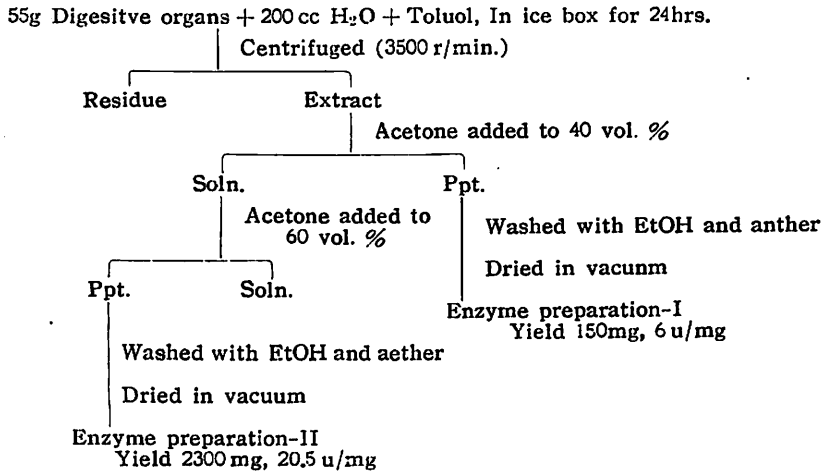 55g Digesitve organs + 200 cc H₂O + Toluol, In ice box for 24hrs.
Centrifuged (3500 r/min.)
Residue Extract
Acetone added to 40 vol. %
Soln. Ppt.
Acetone added to
60 vol. %
Washed with EtOH and anther
Dried in vacunm
Ppt. Soln.
Enzyme preparation-I
Yield 150mg, 6 u/mg
Washed with EtOH and aether
Dried in vacuum
Enzyme preparation-II
Yield 2300 mg, 20.5 u/mg